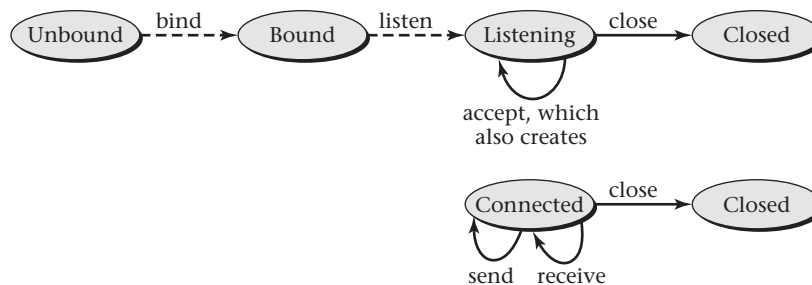 bind
listen
close
Unbound
Bound
Listening
Closed
accept, which
also creates
close
Connected
Closed
send
receive